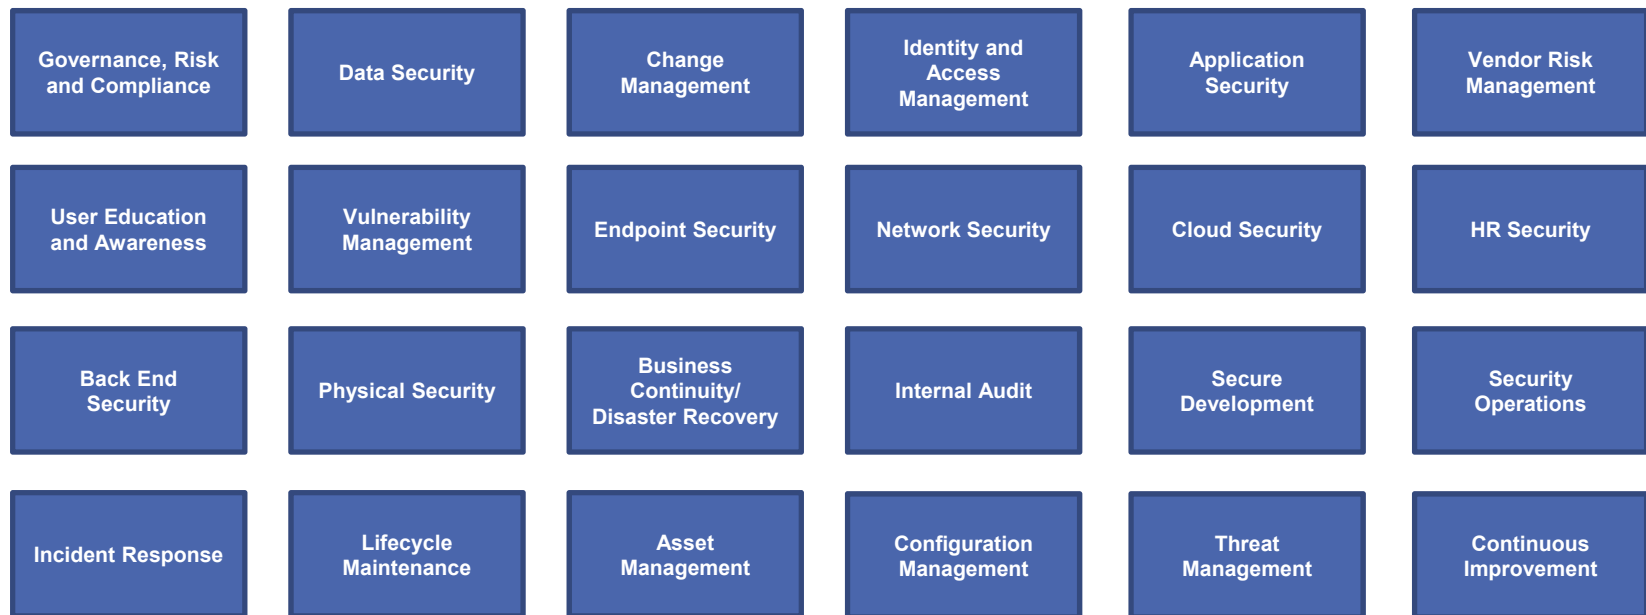 Governance, Risk
and Compliance
Data Security
Change
Management
Identity and
Access
Management
Application
Security
Vendor Risk
Management
User Education
and Awareness
Vulnerability
Management
Endpoint Security
Network Security
Cloud Security
HR Security
Back End
Security
Physical Security
Business
Continuity/
Disaster Recovery
Internal Audit
Secure
Development
Security
Operations
Incident Response
Lifecycle
Maintenance
Asset
Management
Configuration
Management
Threat
Management
Continuous
Improvement